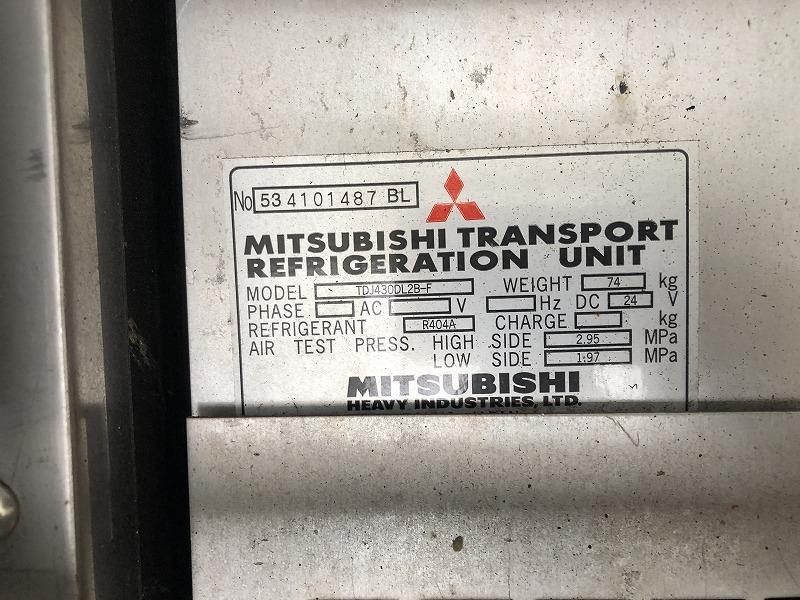 No 534101487 BL
MITSUBISHI TRANSPORT
REFRIGERATION UNIT
MODEL TDJ430DL2B-F WEIGHT 74 kg
PHASE AC V Hz DC 24 V
REFRIGERANT R404A CHARGE kg
AIR TEST PRESS. HIGH SIDE 2.95 MPa
LOW SIDE 1.97 MPa
MITSUBISHI
HEAVY INDUSTRIES, LTD.